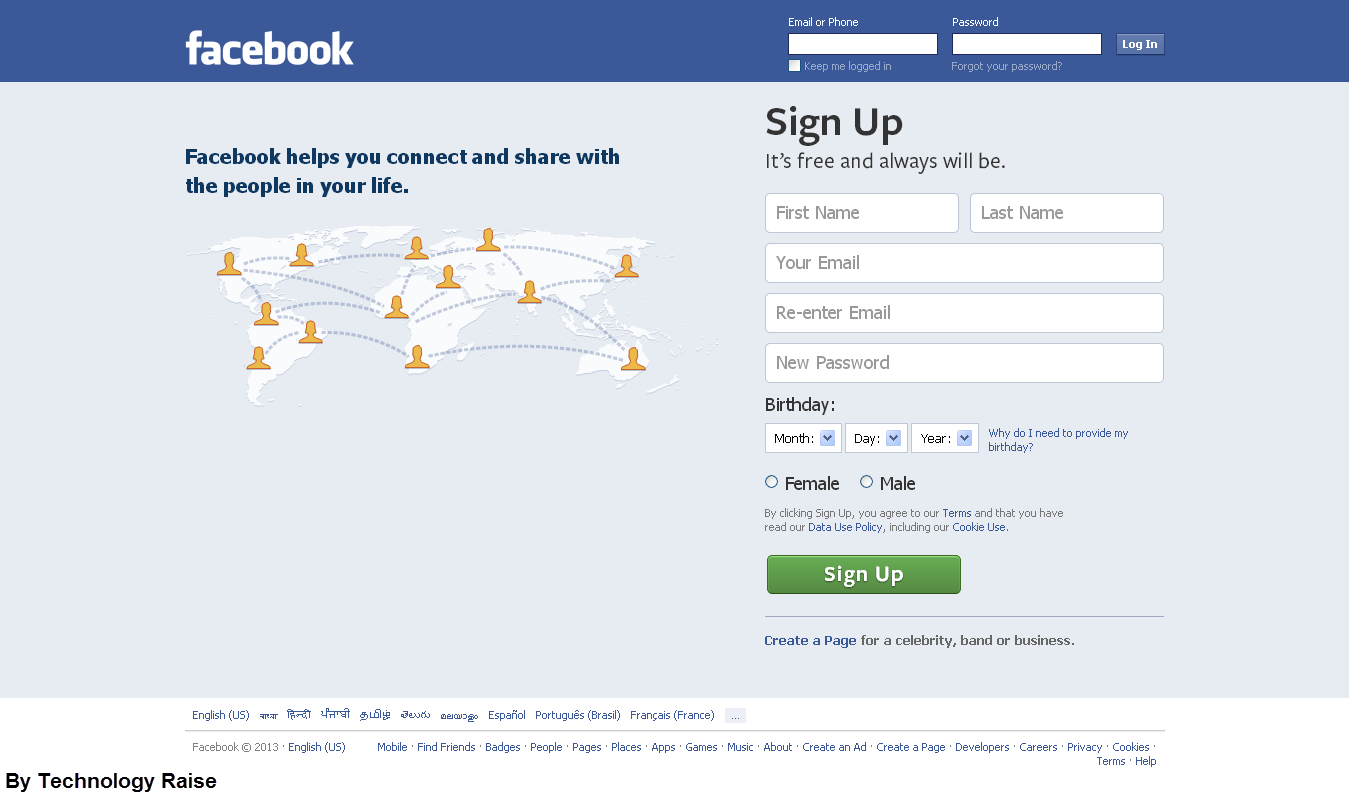 facebook
Email or Phone
Password
Log In
Keep me logged in
Forgot your password?
Facebook helps you connect and share with
the people in your life.
Sign Up
It's free and always will be.
First Name
Last Name
Your Email
Re-enter Email
New Password
Birthday:
Month: Day: Year:
Why do I need to provide my
birthday?
Female Male
By clicking Sign Up, you agree to our Terms and that you have
read our Data Use Policy, including our Cookie Use.
Sign Up
Create a Page for a celebrity, band or business.
English (US) বাংলা हिन्दी ਪੰਜਾਬੀ தமிழ் తెలుగు മലയാളം Español Português (Brasil) Français (France) ...
Facebook © 2013 · English (US)
Mobile · Find Friends · Badges · People · Pages · Places · Apps · Games · Music · About · Create an Ad · Create a Page · Developers · Careers · Privacy · Cookies ·
Terms · Help
By Technology Raise